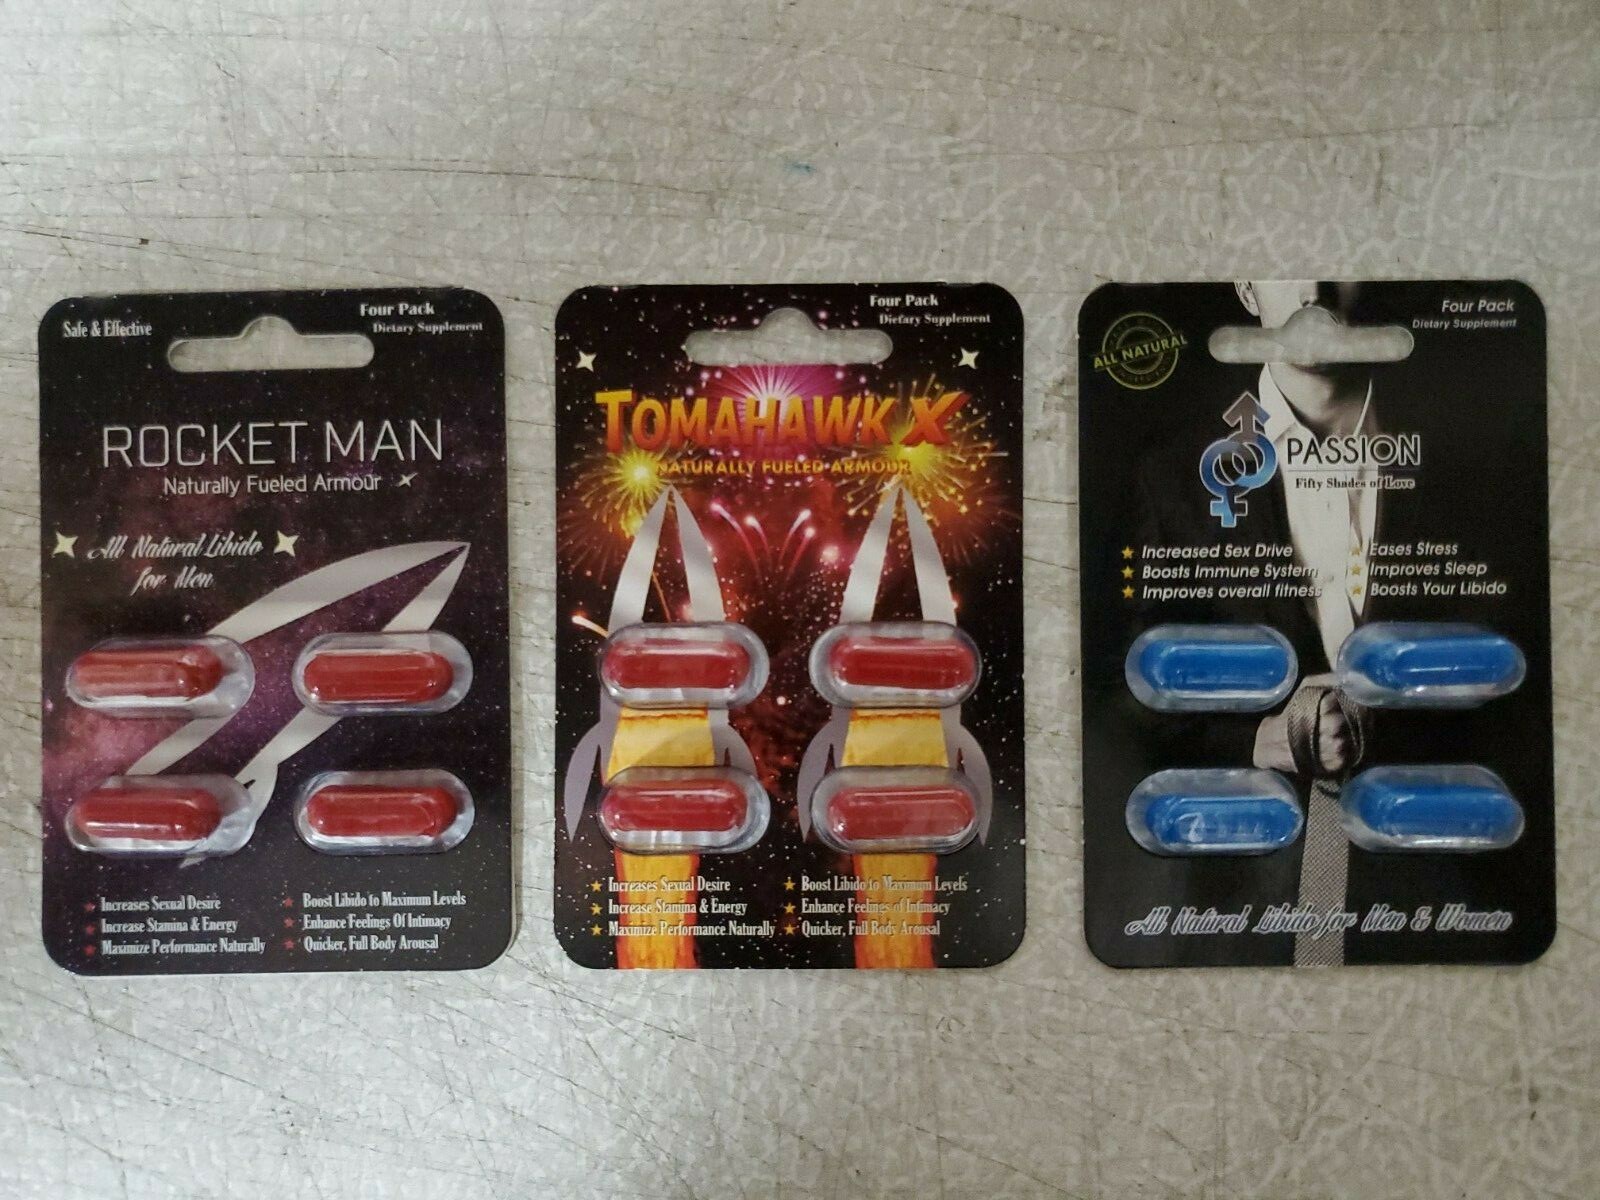 Safe & Effective
Four Pack
Dietary Supplement
ROCKET MAN
Naturally Fueled Armour X
All Natural Libido
for Men
Increases Sexual Desire
Increase Stamina & Energy
Maximize Performance Naturally
Boost Libido to Maximum Levels
Enhance Feelings Of Intimacy
Quicker, Full Body Arousal
Four Pack
Dietary Supplement
TOMAHAWK X
NATURALLY FUELED ARMOUR
Increases Sexual Desire
Increase Stamina & Energy
Maximize Performance Naturally
Boost Libido to Maximum Levels
Enhance Feelings of Intimacy
Quicker, Full Body Arousal
Four Pack
Dietary Supplement
ALL NATURAL
PASSION
Fifty Shades of Love
Increased Sex Drive
Boosts Immune System
Improves overall fitness
Eases Stress
Improves Sleep
Boosts Your Libido
All Natural Libido for Men & Women